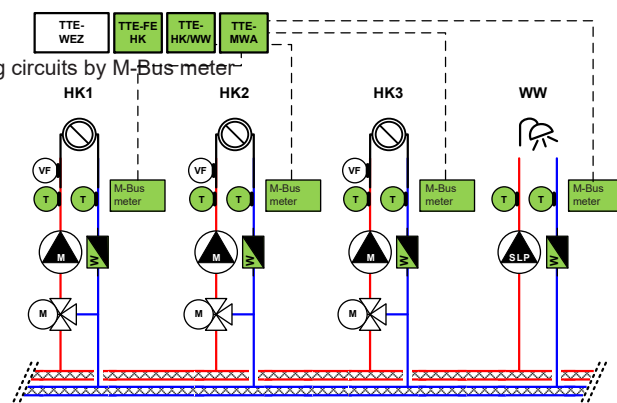 TTE-WEZ
TTE-FE HK
TTE-HK/WW
TTE-MWA
g circuits by M-Bus meter
HK1
HK2
HK3
WW
VF
VF
VF
T
T
M-Bus meter
T
T
M-Bus meter
T
T
M-Bus meter
T
T
M-Bus meter
M
W
M
W
M
W
SLP
W
M
M
M